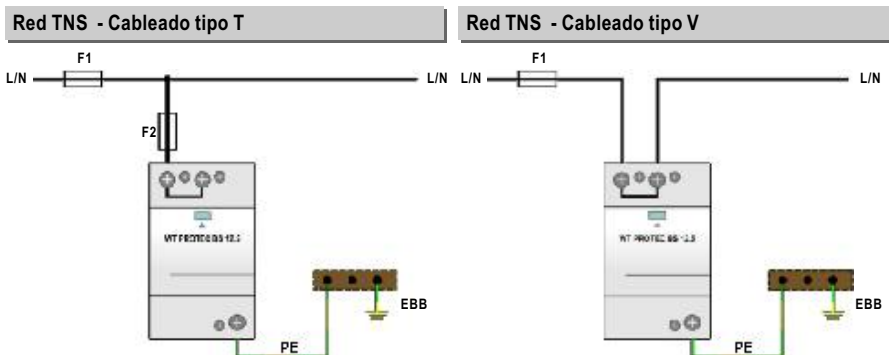 Red TNS - Cableado tipo T
F1
L/N
L/N
F2
EBB
PE
Red TNS - Cableado tipo V
F1
L/N
L/N
EBB
PE